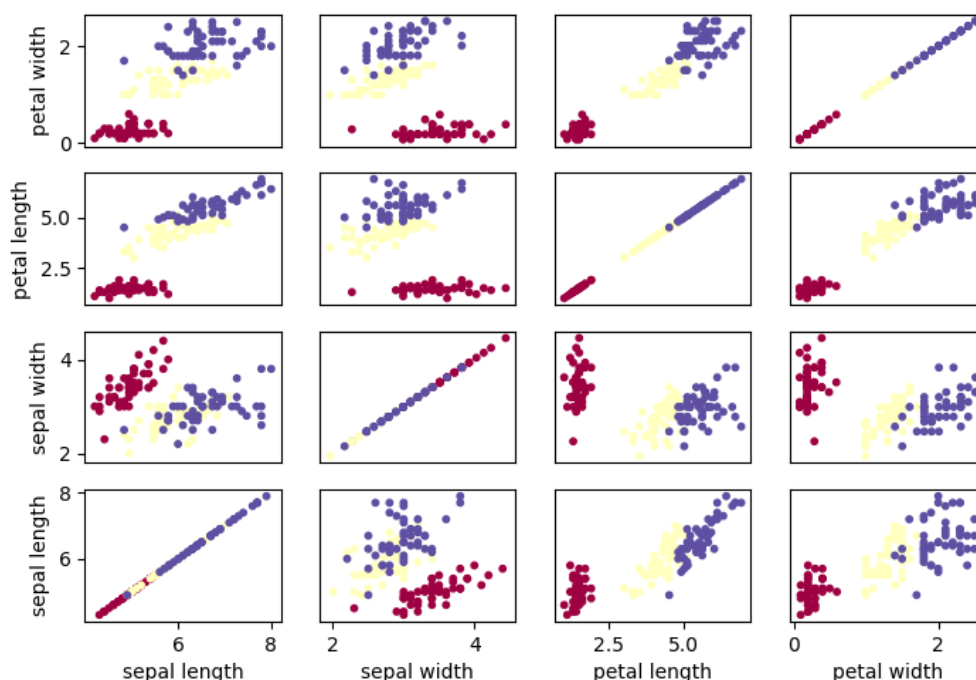 petal width
2
0
petal length
5.0
2.5
sepal width
4
2
sepal length
8
6
6 8
2 4
2.5 5.0
0 2
sepal length
sepal width
petal length
petal width